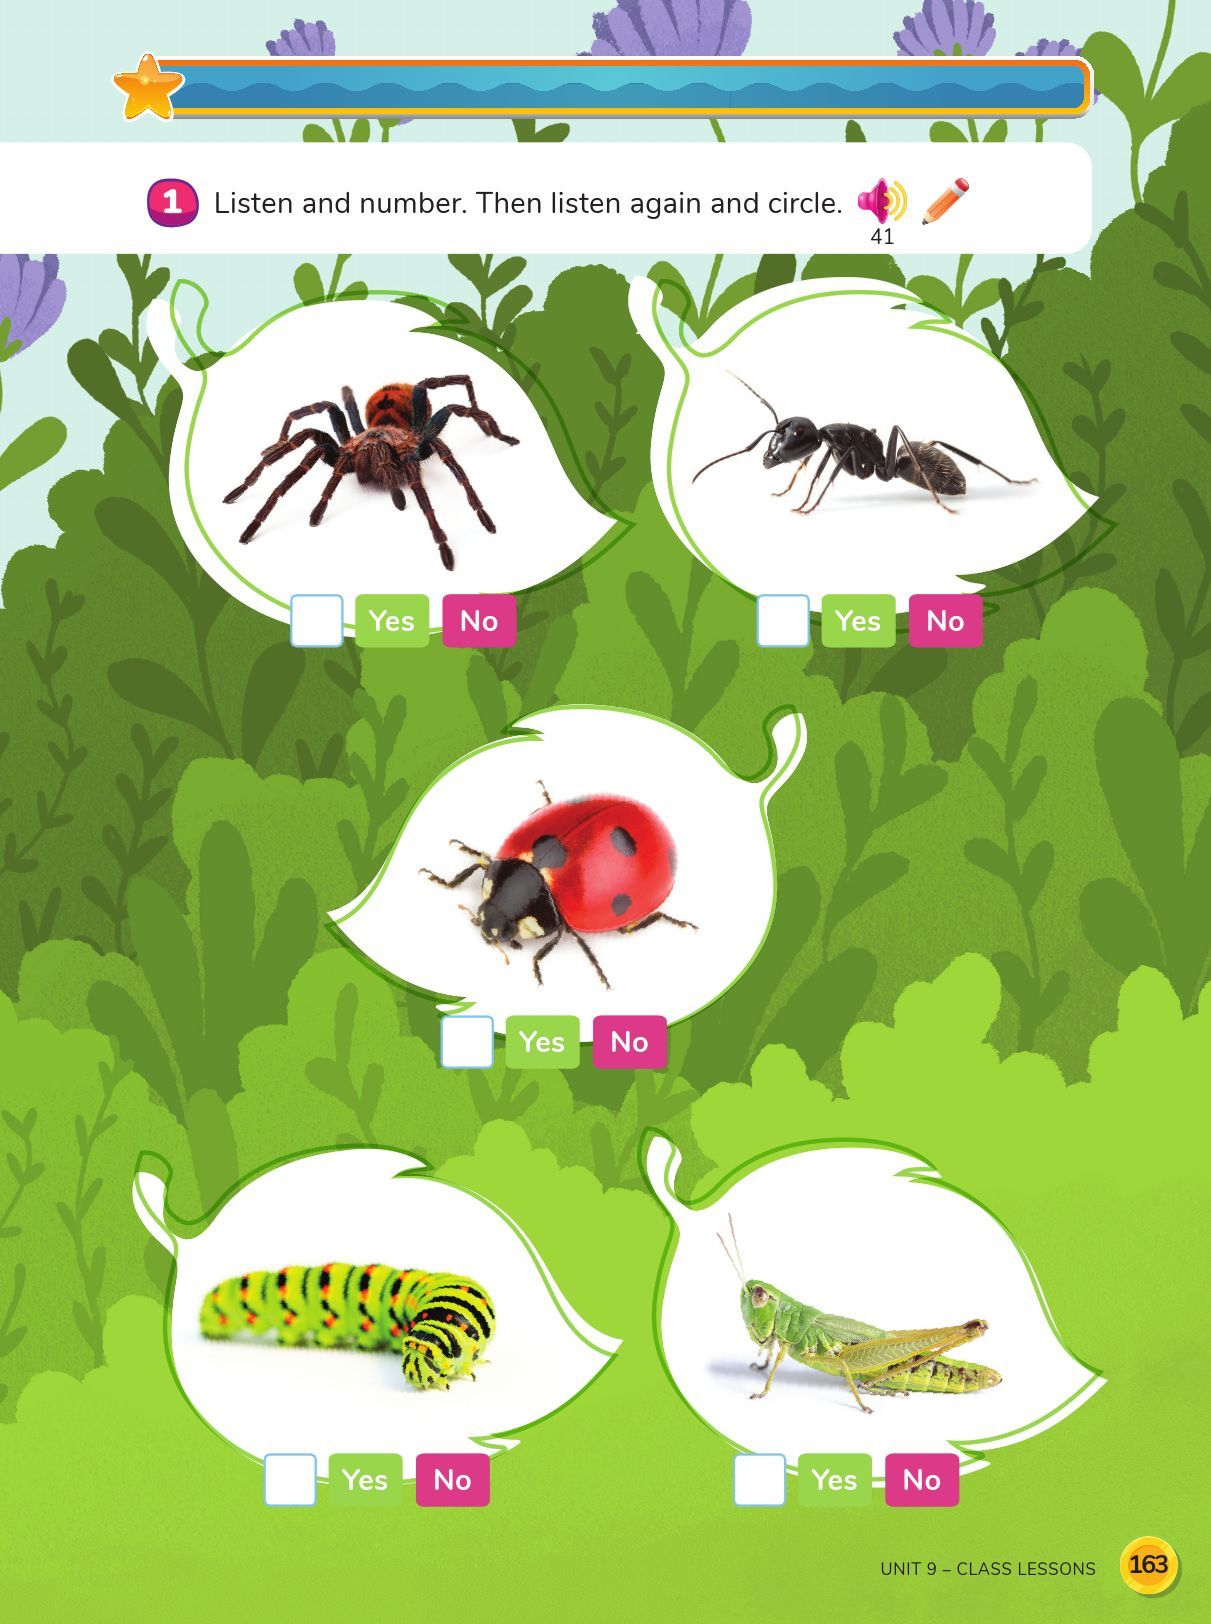 1 Listen and number. Then listen again and circle.
41
Yes No
Yes No
Yes No
Yes No
Yes No
UNIT 9 – CLASS LESSONS 163